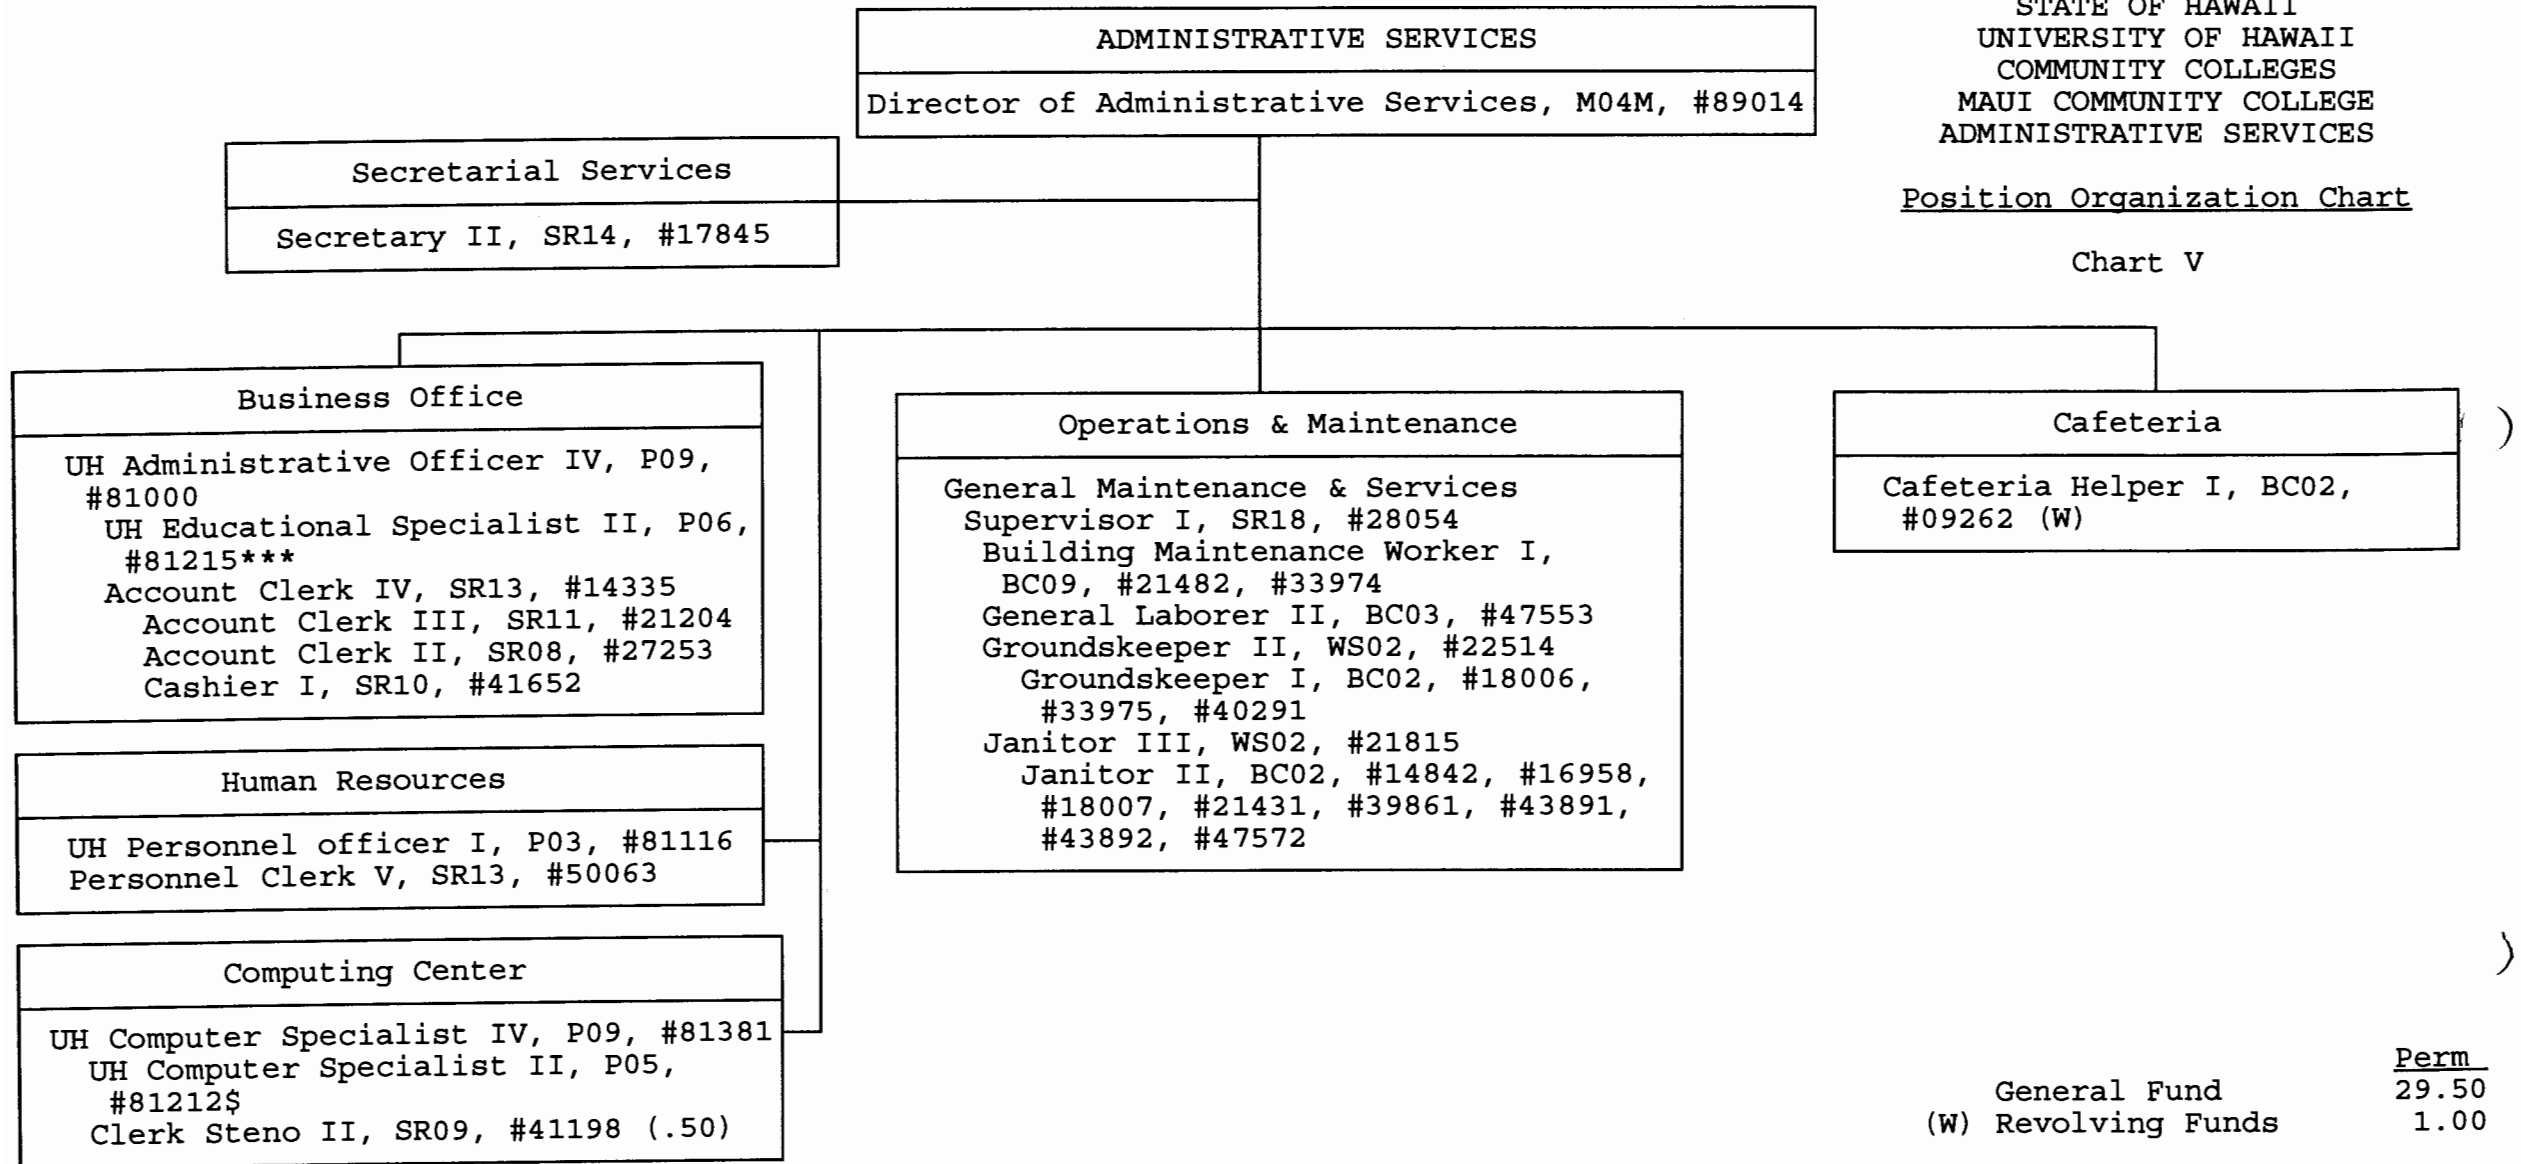 STATE OF HAWAII
UNIVERSITY OF HAWAII
COMMUNITY COLLEGES
MAUI COMMUNITY COLLEGE
ADMINISTRATIVE SERVICES
Position Organization Chart
Chart V
ADMINISTRATIVE SERVICES
Director of Administrative Services, M04M, #89014
Secretarial Services
Secretary II, SR14, #17845
Business Office
UH Administrative Officer IV, P09,
#81000
UH Educational Specialist II, P06,
#81215***
Account Clerk IV, SR13, #14335
Account Clerk III, SR11, #21204
Account Clerk II, SR08, #27253
Cashier I, SR10, #41652
Human Resources
UH Personnel officer I, P03, #81116
Personnel Clerk V, SR13, #50063
Computing Center
UH Computer Specialist IV, P09, #81381
UH Computer Specialist II, P05,
#81212$
Clerk Steno II, SR09, #41198 (.50)
Operations & Maintenance
General Maintenance & Services
Supervisor I, SR18, #28054
Building Maintenance Worker I,
BC09, #21482, #33974
General Laborer II, BC03, #47553
Groundskeeper II, WS02, #22514
Groundskeeper I, BC02, #18006,
#33975, #40291
Janitor III, WS02, #21815
Janitor II, BC02, #14842, #16958,
#18007, #21431, #39861, #43891,
#43892, #47572
Cafeteria
Cafeteria Helper I, BC02,
#09262 (W)
Perm
General Fund 29.50
(W) Revolving Funds 1.00